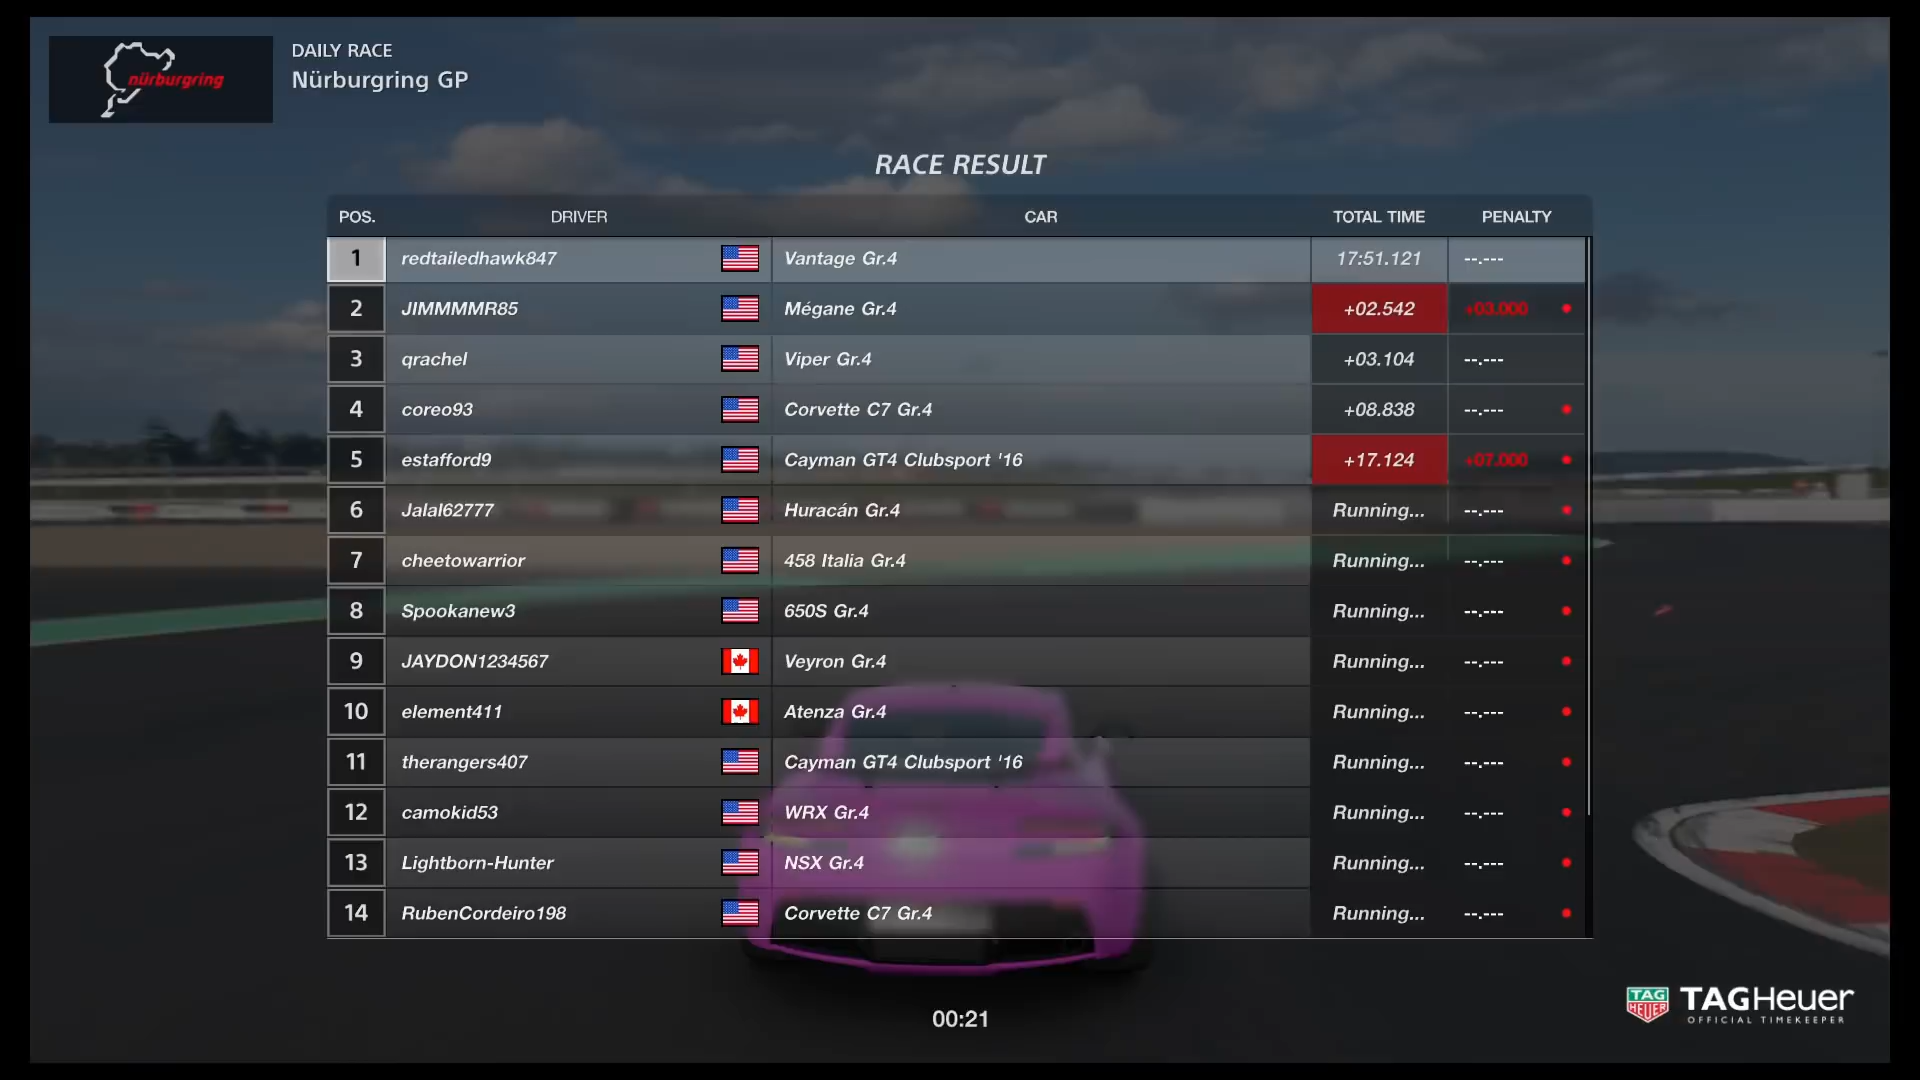 nürburgring
DAILY RACE
Nürburgring GP
RACE RESULT
POS. DRIVER CAR TOTAL TIME PENALTY
1 redtailedhawk847 Vantage Gr.4 17:51.121 --.---
2 JIMMMMR85 Mégane Gr.4 +02.542 +03.000
3 qrachel Viper Gr.4 +03.104 --.---
4 coreo93 Corvette C7 Gr.4 +08.838 --.---
5 estafford9 Cayman GT4 Clubsport '16 +17.124 +07.000
6 Jalal62777 Huracán Gr.4 Running... --.---
7 cheetowarrior 458 Italia Gr.4 Running... --.---
8 Spookanew3 650S Gr.4 Running... --.---
9 JAYDON1234567 Veyron Gr.4 Running... --.---
10 element411 Atenza Gr.4 Running... --.---
11 therangers407 Cayman GT4 Clubsport '16 Running... --.---
12 camokid53 WRX Gr.4 Running... --.---
13 Lightborn-Hunter NSX Gr.4 Running... --.---
14 RubenCordeiro198 Corvette C7 Gr.4 Running... --.---
TAG HEUER TAGHeuer
OFFICIAL TIMEKEEPER
00:21